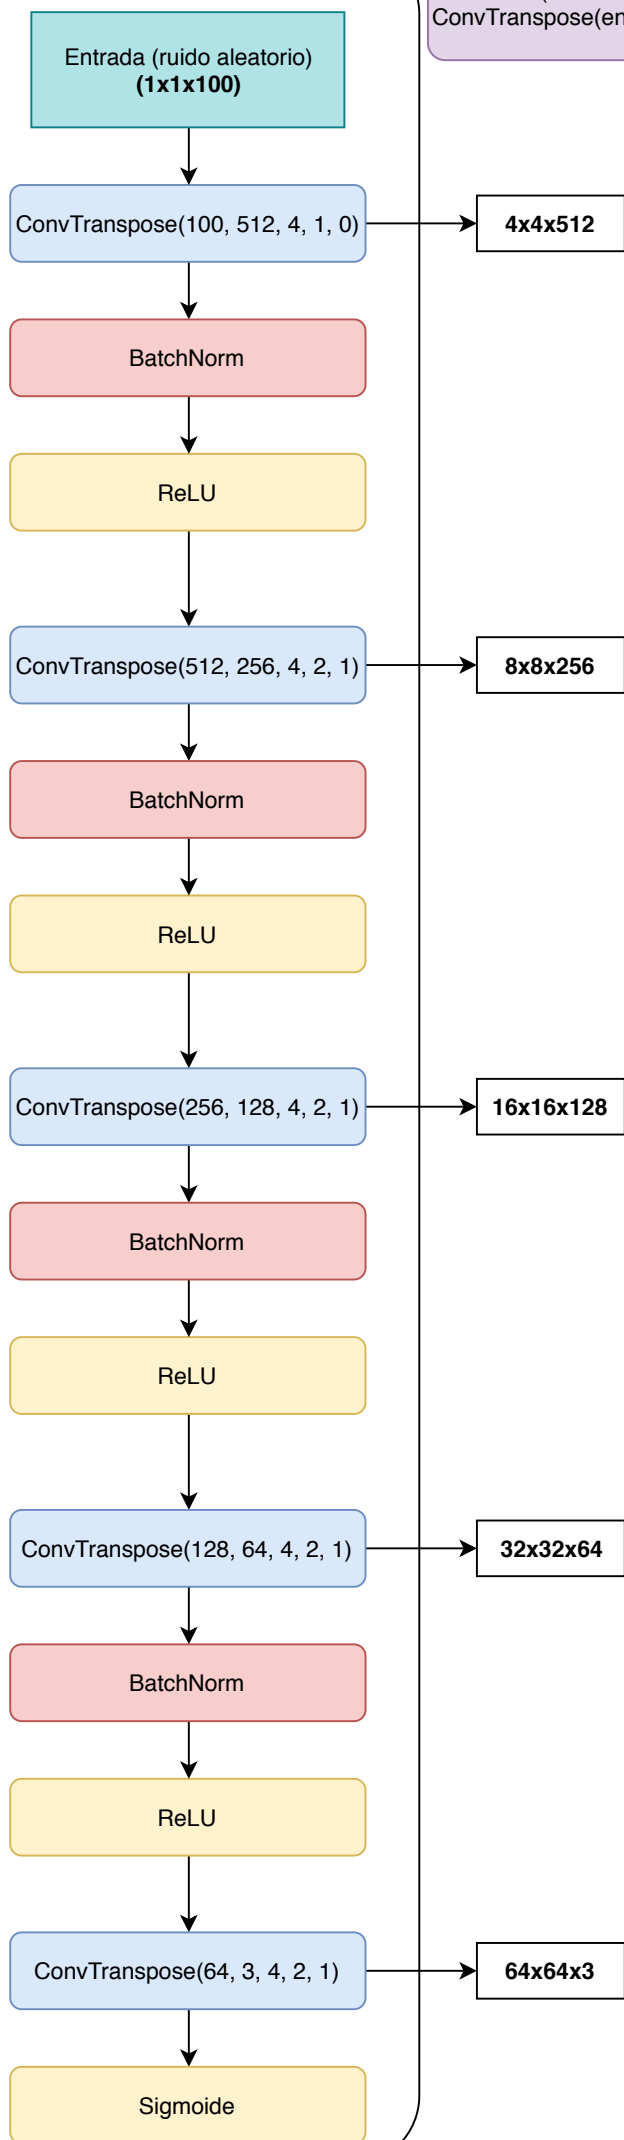 ConvTranspose(en
Entrada (ruido aleatorio)
(1x1x100)
ConvTranspose(100, 512, 4, 1, 0)
4x4x512
BatchNorm
ReLU
ConvTranspose(512, 256, 4, 2, 1)
8x8x256
BatchNorm
ReLU
ConvTranspose(256, 128, 4, 2, 1)
16x16x128
BatchNorm
ReLU
ConvTranspose(128, 64, 4, 2, 1)
32x32x64
BatchNorm
ReLU
ConvTranspose(64, 3, 4, 2, 1)
64x64x3
Sigmoide